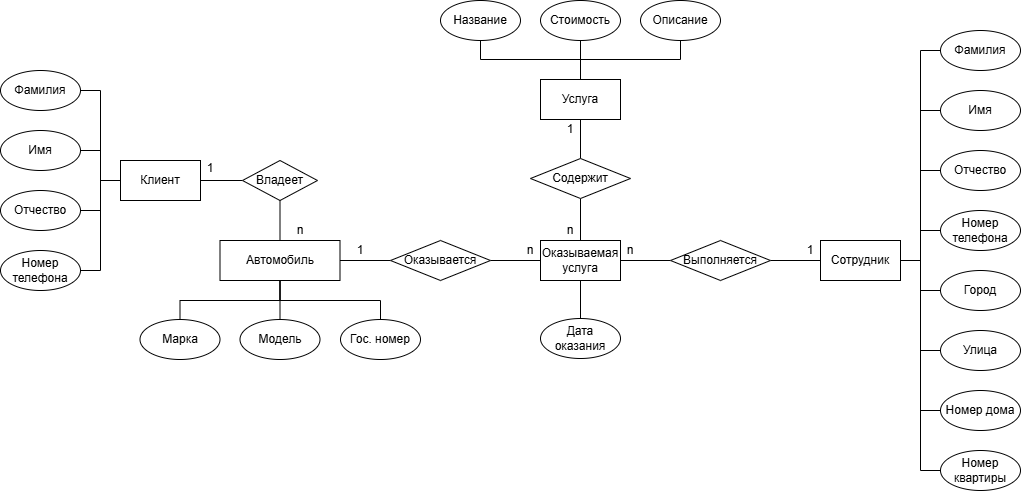 Название
Стоимость
Описание
Фамилия
Фамилия
Услуга
Имя
1
Имя
Отчество
1
Клиент
Владеет
Содержит
Отчество
Номер
телефона
n
n
Номер
телефона
Автомобиль
1
Оказывается
n
Оказываемая
услуга
n
Выполняется
1
Сотрудник
Город
Марка
Модель
Гос. номер
Дата
оказания
Улица
Номер дома
Номер
квартиры